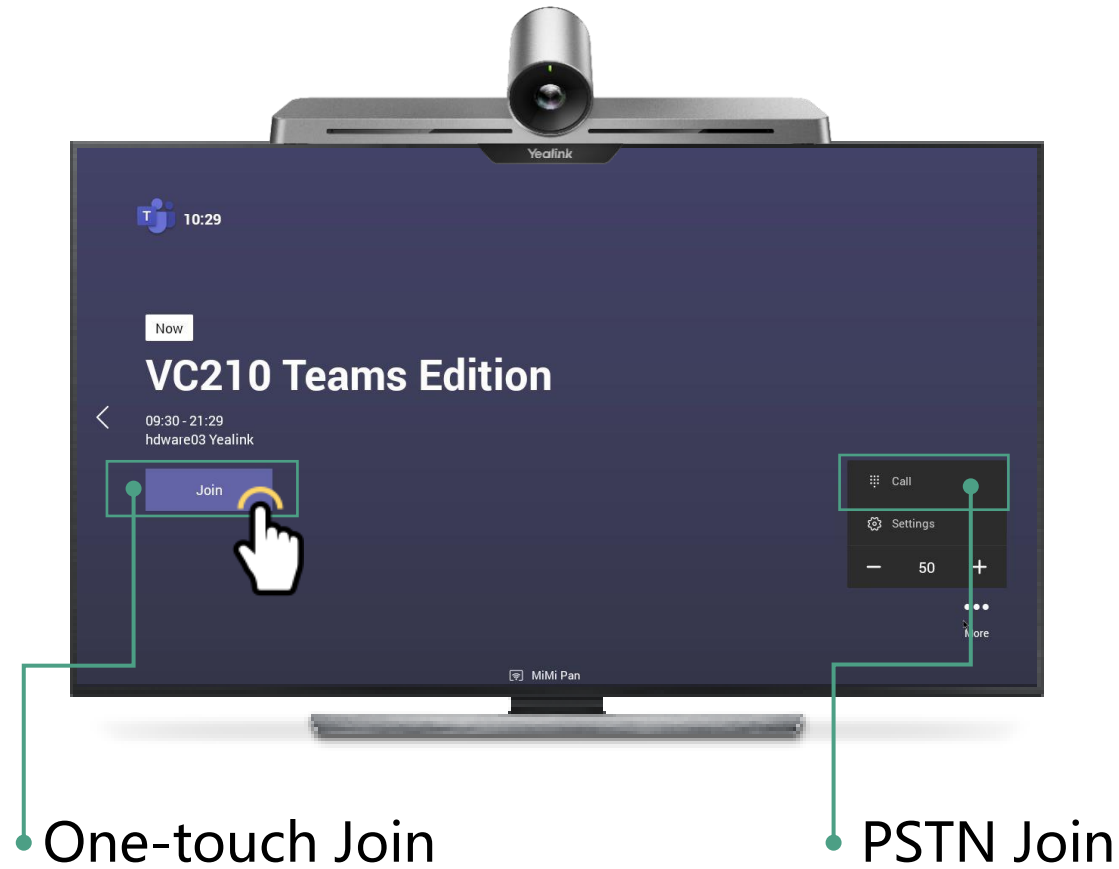 Yealink
T
10:29
Now
VC210 Teams Edition
09:30 - 21:29
hdware03 Yealink
Join
Call
Settings
50
More
MiMi Pan
One-touch Join
PSTN Join